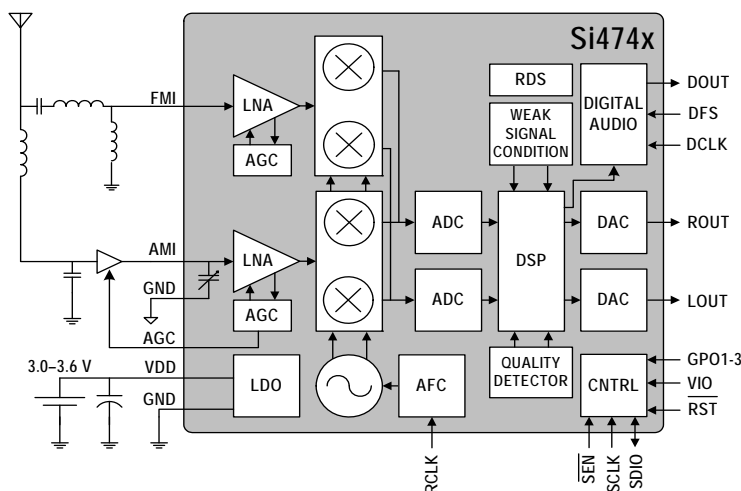 Si474x
RDS
DIGITAL
AUDIO
DOUT
DFS
DCLK
FMI
LNA
AGC
WEAK
SIGNAL
CONDITION
ADC
DSP
DAC
ROUT
AMI
LNA
GND
AGC
ADC
DAC
LOUT
AGC
3.0–3.6 V
VDD
GND
LDO
AFC
QUALITY
DETECTOR
CNTRL
GPO1-3
VIO
RST
RCLK
SEN
SCLK
SDIO